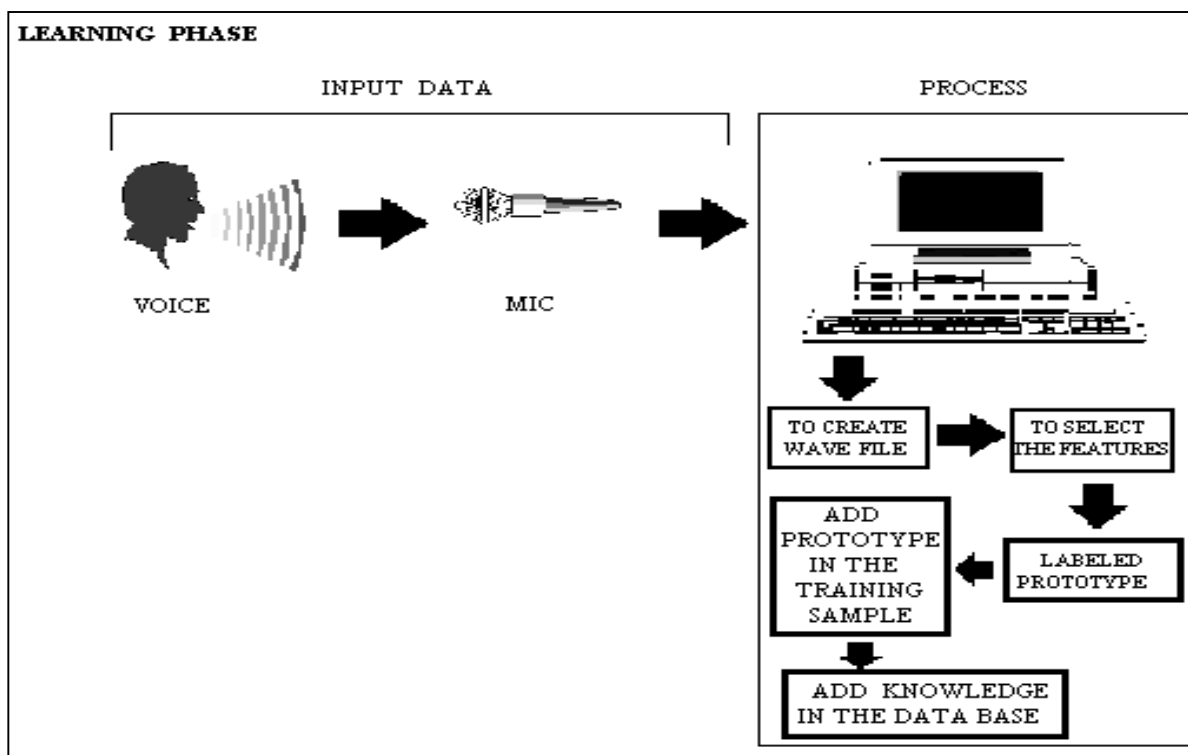 LEARNING PHASE
INPUT DATA
PROCESS
VOICE
MIC
TO CREATE
WAVE FILE
TO SELECT
THE FEATURES
LABELED
PROTOTYPE
ADD
PROTOTYPE
IN THE
TRAINING
SAMPLE
ADD KNOWLEDGE
IN THE DATA BASE